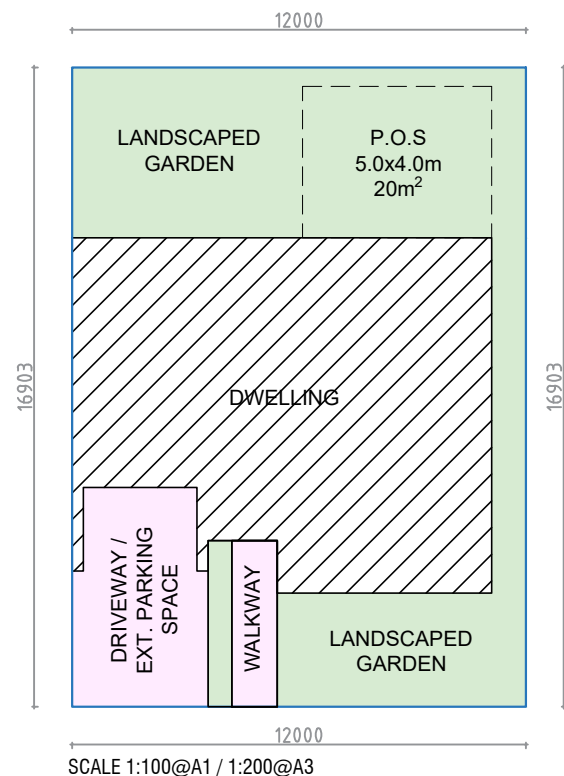 12000
LANDSCAPED
GARDEN
P.O.S
5.0x4.0m
20m²
16903
16903
DWELLING
DRIVEWAY /
EXT. PARKING
SPACE
WALKWAY
LANDSCAPED
GARDEN
12000
SCALE 1:100@A1 / 1:200@A3